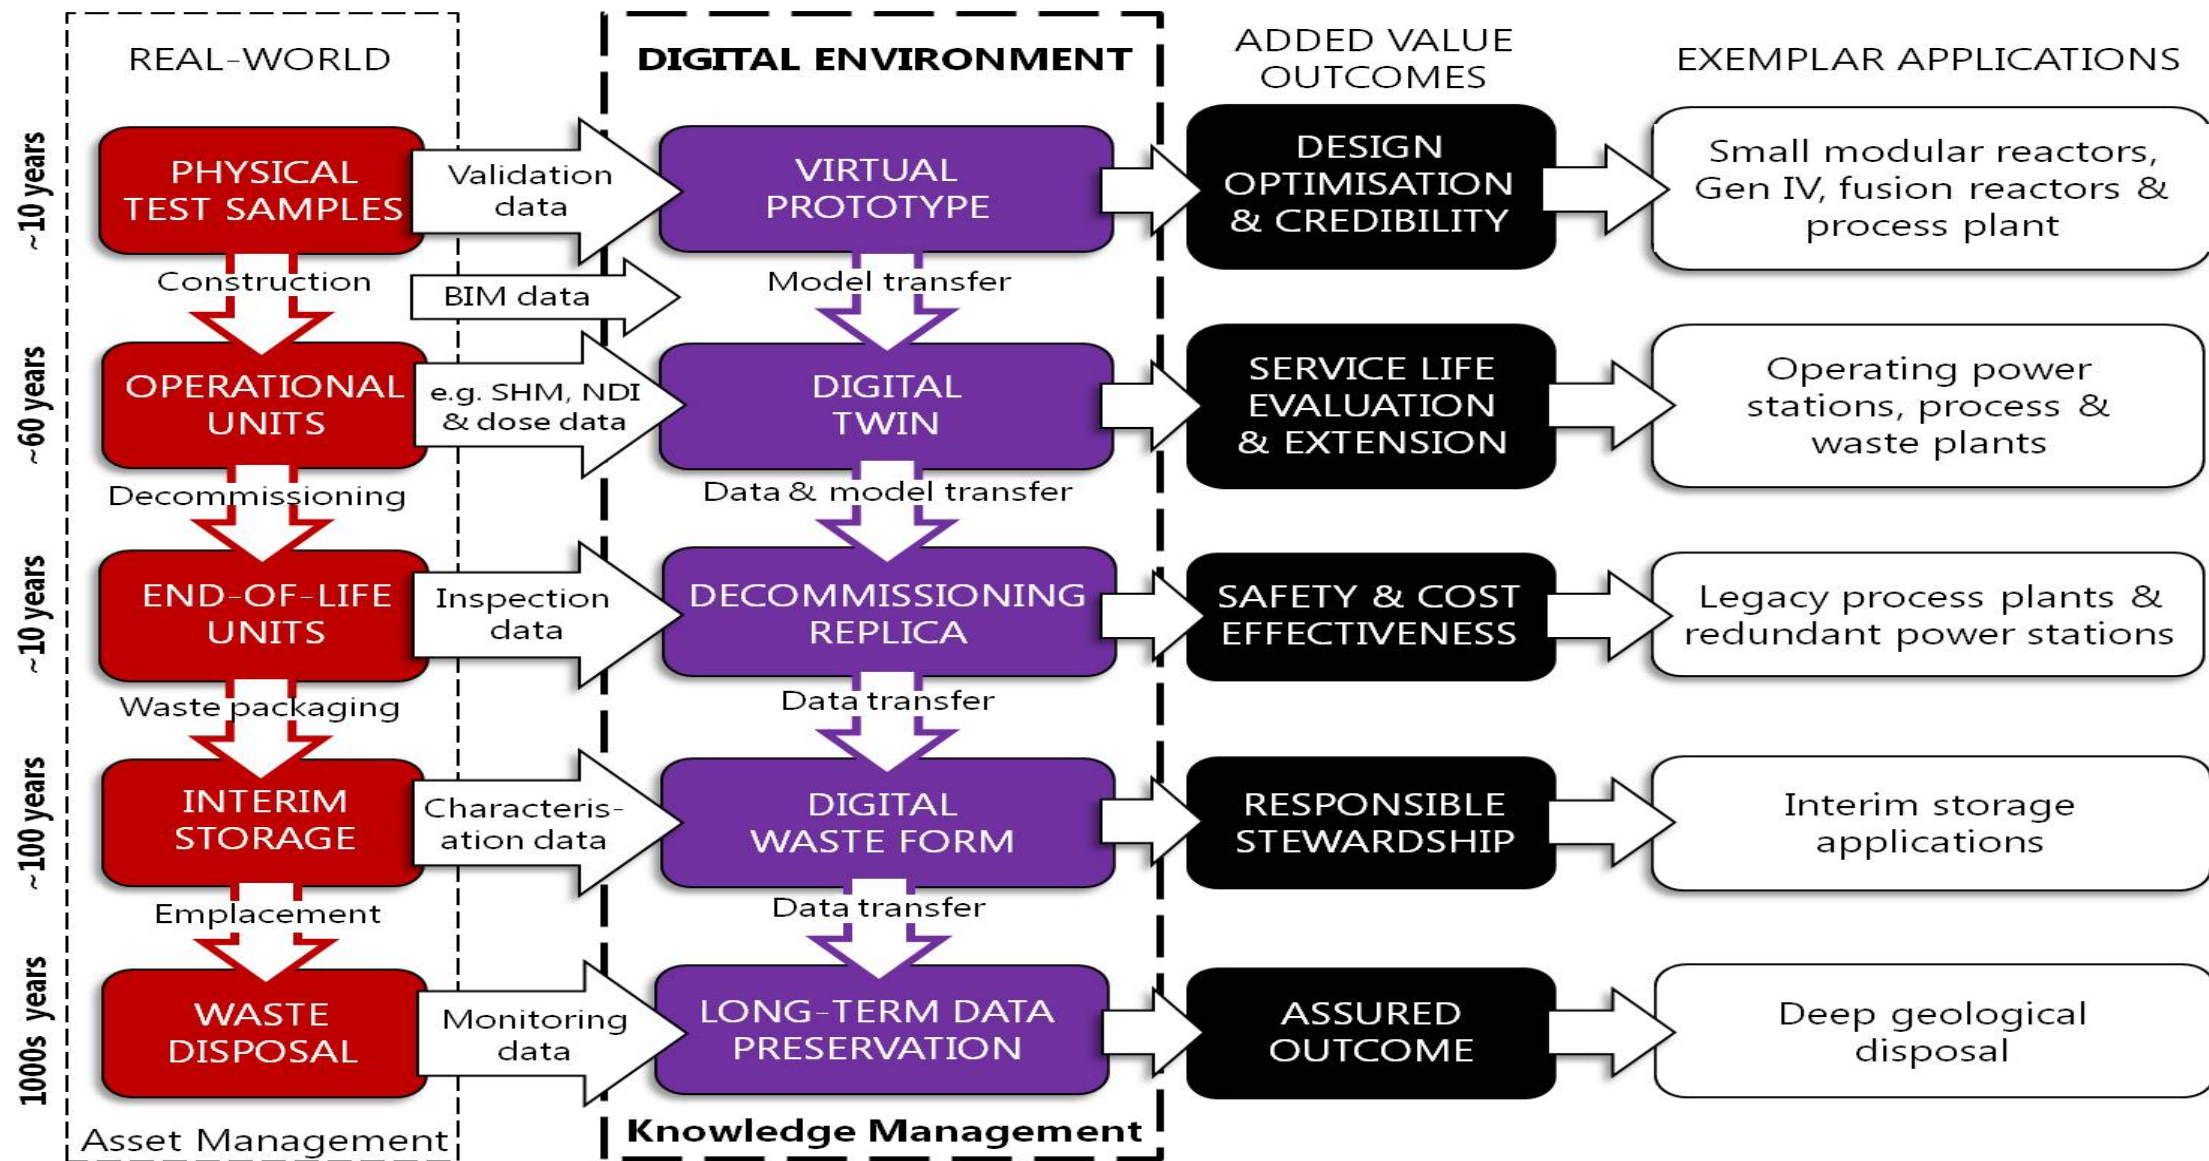 REAL-WORLD
DIGITAL ENVIRONMENT
ADDED VALUE
OUTCOMES
EXEMPLAR APPLICATIONS
~10 years
PHYSICAL
TEST SAMPLES
Validation
data
VIRTUAL
PROTOTYPE
DESIGN
OPTIMISATION
& CREDIBILITY
Small modular reactors,
Gen IV, fusion reactors &
process plant
Construction
BIM data
Model transfer
~60 years
OPERATIONAL
UNITS
e.g. SHM, NDI
& dose data
DIGITAL
TWIN
SERVICE LIFE
EVALUATION
& EXTENSION
Operating power
stations, process &
waste plants
Decommissioning
Data & model transfer
~10 years
END-OF-LIFE
UNITS
Inspection
data
DECOMMISSIONING
REPLICA
SAFETY & COST
EFFECTIVENESS
Legacy process plants &
redundant power stations
Waste packaging
Data transfer
~100 years
INTERIM
STORAGE
Characteris-
ation data
DIGITAL
WASTE FORM
RESPONSIBLE
STEWARDSHIP
Interim storage
applications
Emplacement
Data transfer
1000s years
WASTE
DISPOSAL
Monitoring
data
LONG-TERM DATA
PRESERVATION
ASSURED
OUTCOME
Deep geological
disposal
Asset Management
Knowledge Management